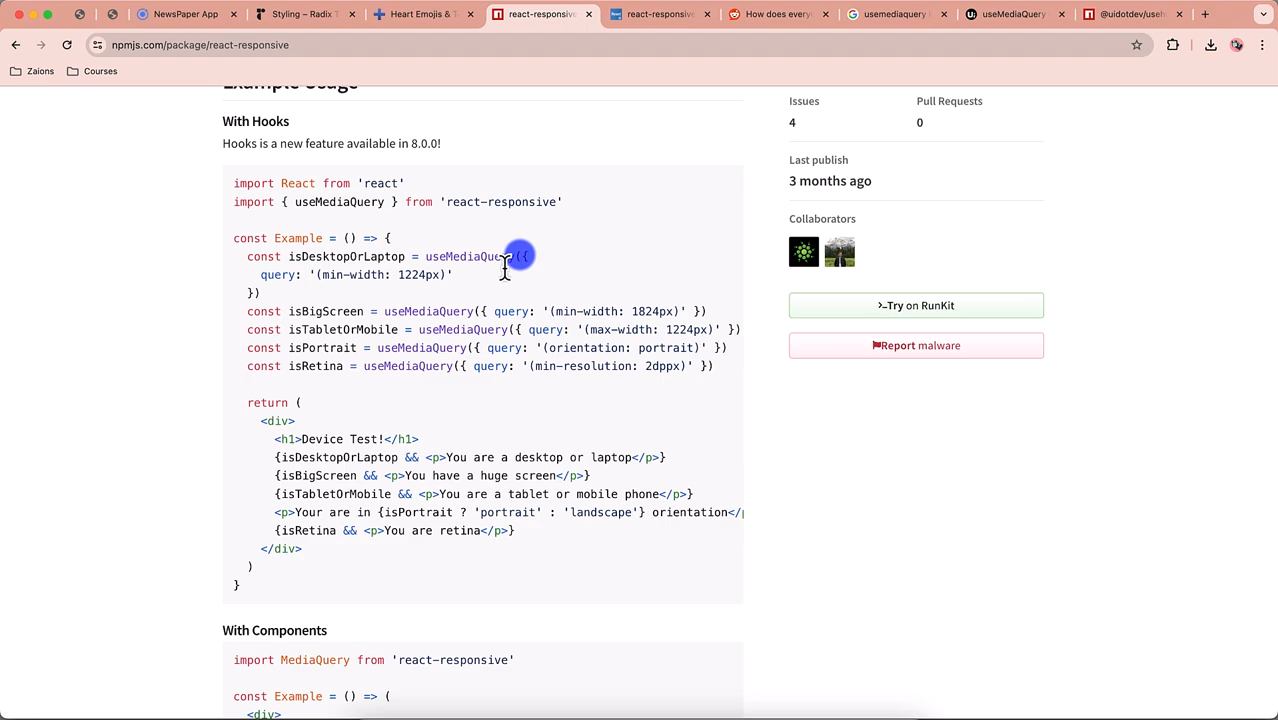 NewsPaper App
Styling – Radix T
Heart Emojis & T
react-responsive
react-responsive
How does every
usemediaquery
useMediaQuery
@uidotdev/useh
npmjs.com/package/react-responsive
Zaions
Courses
Example Usage
With Hooks
Hooks is a new feature available in 8.0.0!
import React from 'react'
import { useMediaQuery } from 'react-responsive'
const Example = () => {
const isDesktopOrLaptop = useMediaQuery({
query: '(min-width: 1224px)'
})
const isBigScreen = useMediaQuery({ query: '(min-width: 1824px)' })
const isTabletOrMobile = useMediaQuery({ query: '(max-width: 1224px)' })
const isPortrait = useMediaQuery({ query: '(orientation: portrait)' })
const isRetina = useMediaQuery({ query: '(min-resolution: 2dppx)' })
return (
<div>
<h1>Device Test!</h1>
{isDesktopOrLaptop && <p>You are a desktop or laptop</p>}
{isBigScreen && <p>You have a huge screen</p>}
{isTabletOrMobile && <p>You are a tablet or mobile phone</p>}
<p>Your are in {isPortrait ? 'portrait' : 'landscape'} orientation</p
{isRetina && <p>You are retina</p>}
</div>
)
}
With Components
import MediaQuery from 'react-responsive'
const Example = () => (
<div>
Issues
4
Pull Requests
0
Last publish
3 months ago
Collaborators
Try on RunKit
Report malware